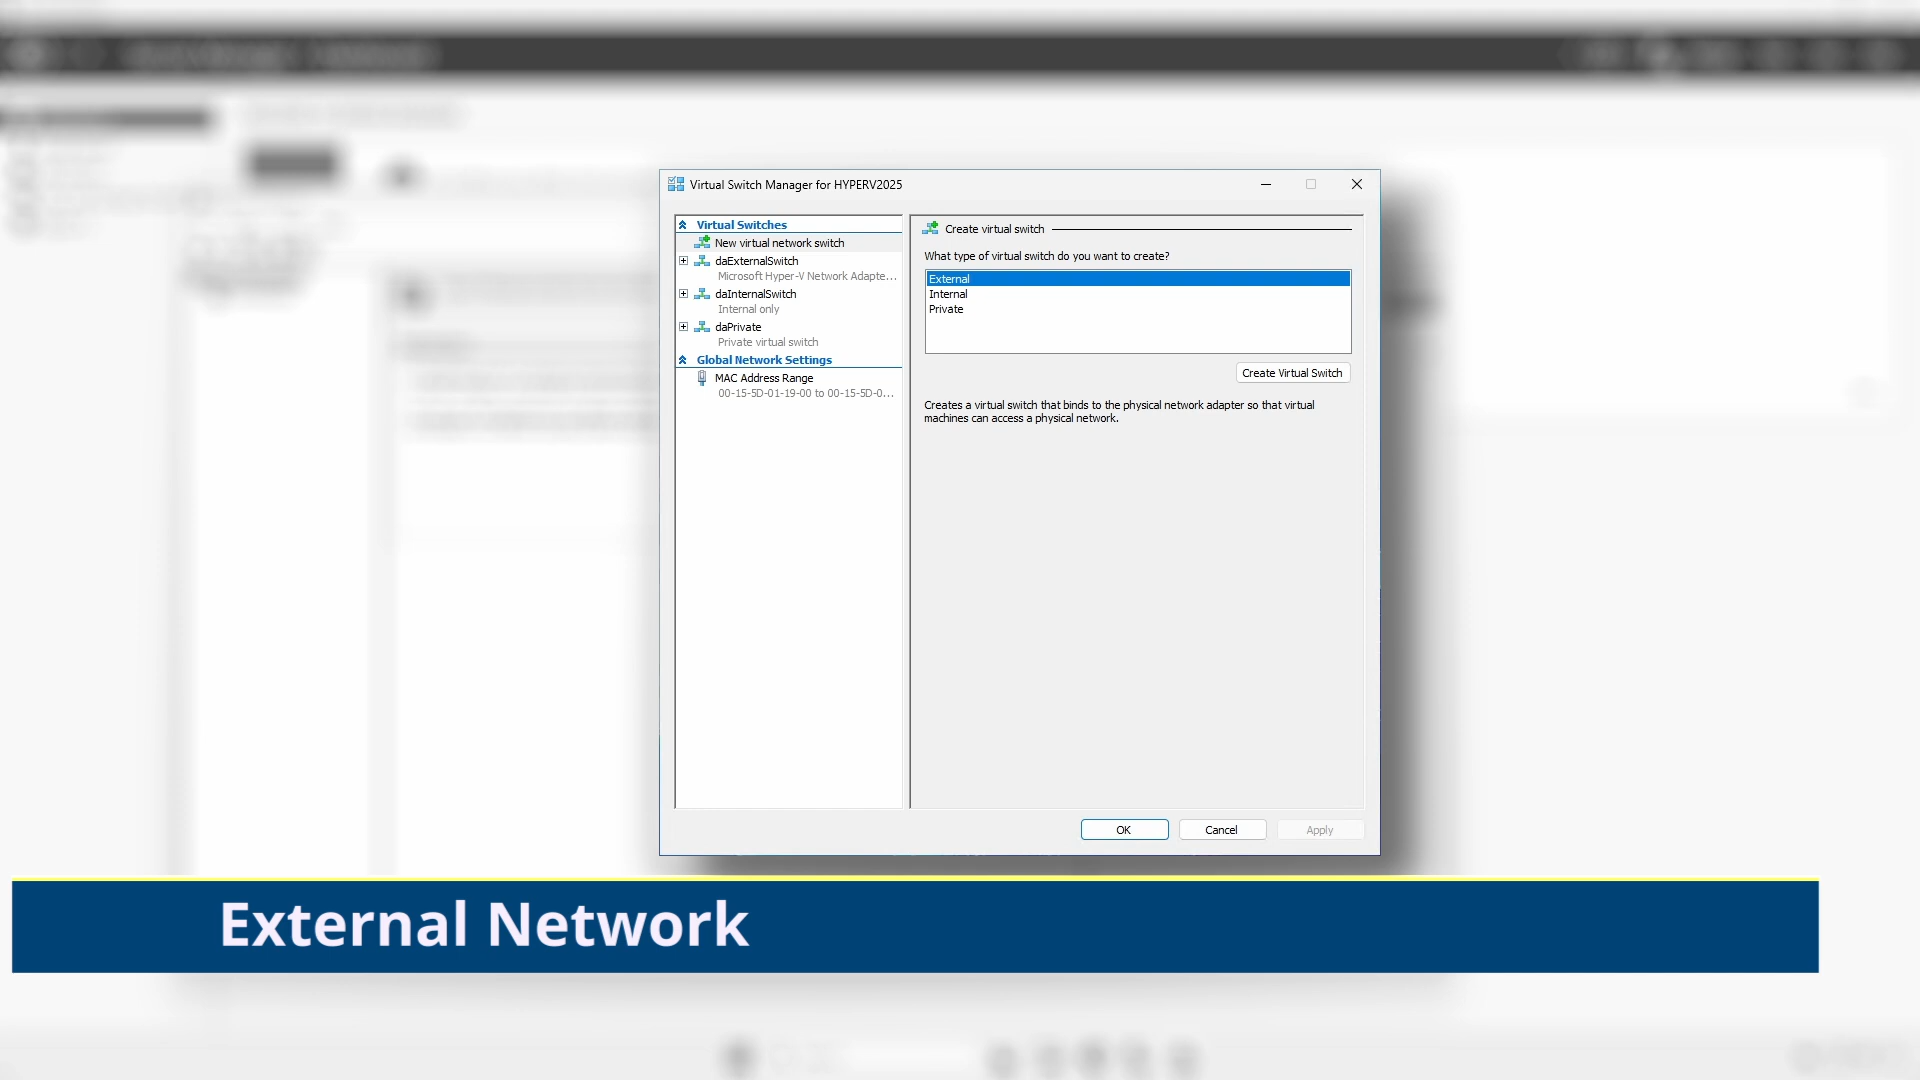 Virtual Switch Manager for HYPERV2025
Virtual Switches
New virtual network switch
daExternalSwitch
Microsoft Hyper-V Network Adapte...
daInternalSwitch
Internal only
daPrivate
Private virtual switch
Global Network Settings
MAC Address Range
00-15-5D-01-19-00 to 00-15-5D-0...
Create virtual switch
What type of virtual switch do you want to create?
External
Internal
Private
Create Virtual Switch
Creates a virtual switch that binds to the physical network adapter so that virtual
machines can access a physical network.
OK
Cancel
Apply
External Network